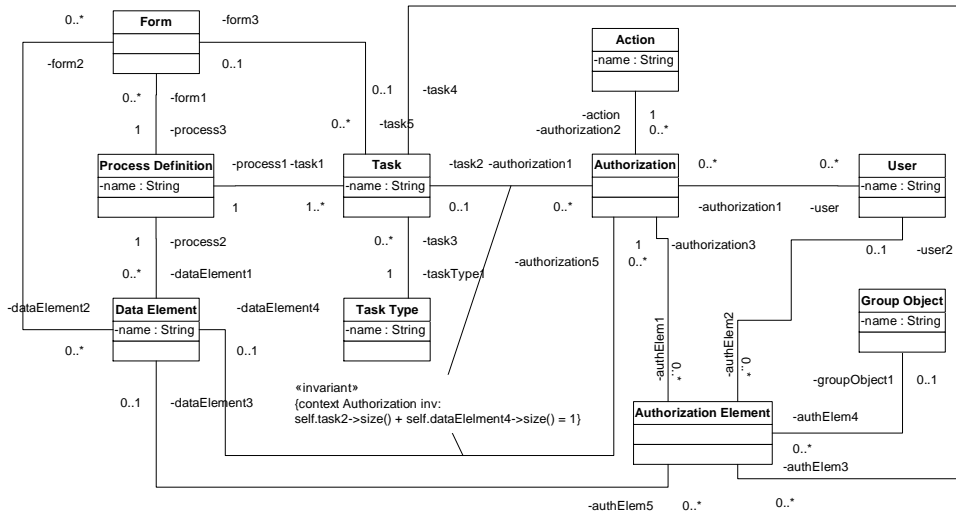 0..*
Form
-form3
-form2
0..1
Action
-name : String
0..*
-form1
0..1
-task4
-action
1
1
-process3
0..*
-task5
-authorization2
0..*
Process Definition
-name : String
-process1
-task1
Task
-name : String
-task2
-authorization1
Authorization
-name : String
0..*
0..*
User
-name : String
1
1..*
0..1
0..*
-authorization1
-user
1
-process2
0..*
-task3
-authorization5
1
-authorization3
0..1
-user2
0..*
-dataElement1
1
-taskType1
0..*
-dataElement2
Data Element
-name : String
-dataElement4
Task Type
-name : String
Group Object
-name : String
0..*
0..1
-authElem1
0..*
-authElem2
0..*
-groupObject1
0..1
«invariant»
{context Authorization inv:
self.task2->size() + self.dataElelment4->size() = 1}
0..1
-dataElement3
Authorization Element
-authElem4
0..*
-authElem3
-authElem5
0..*
0..*